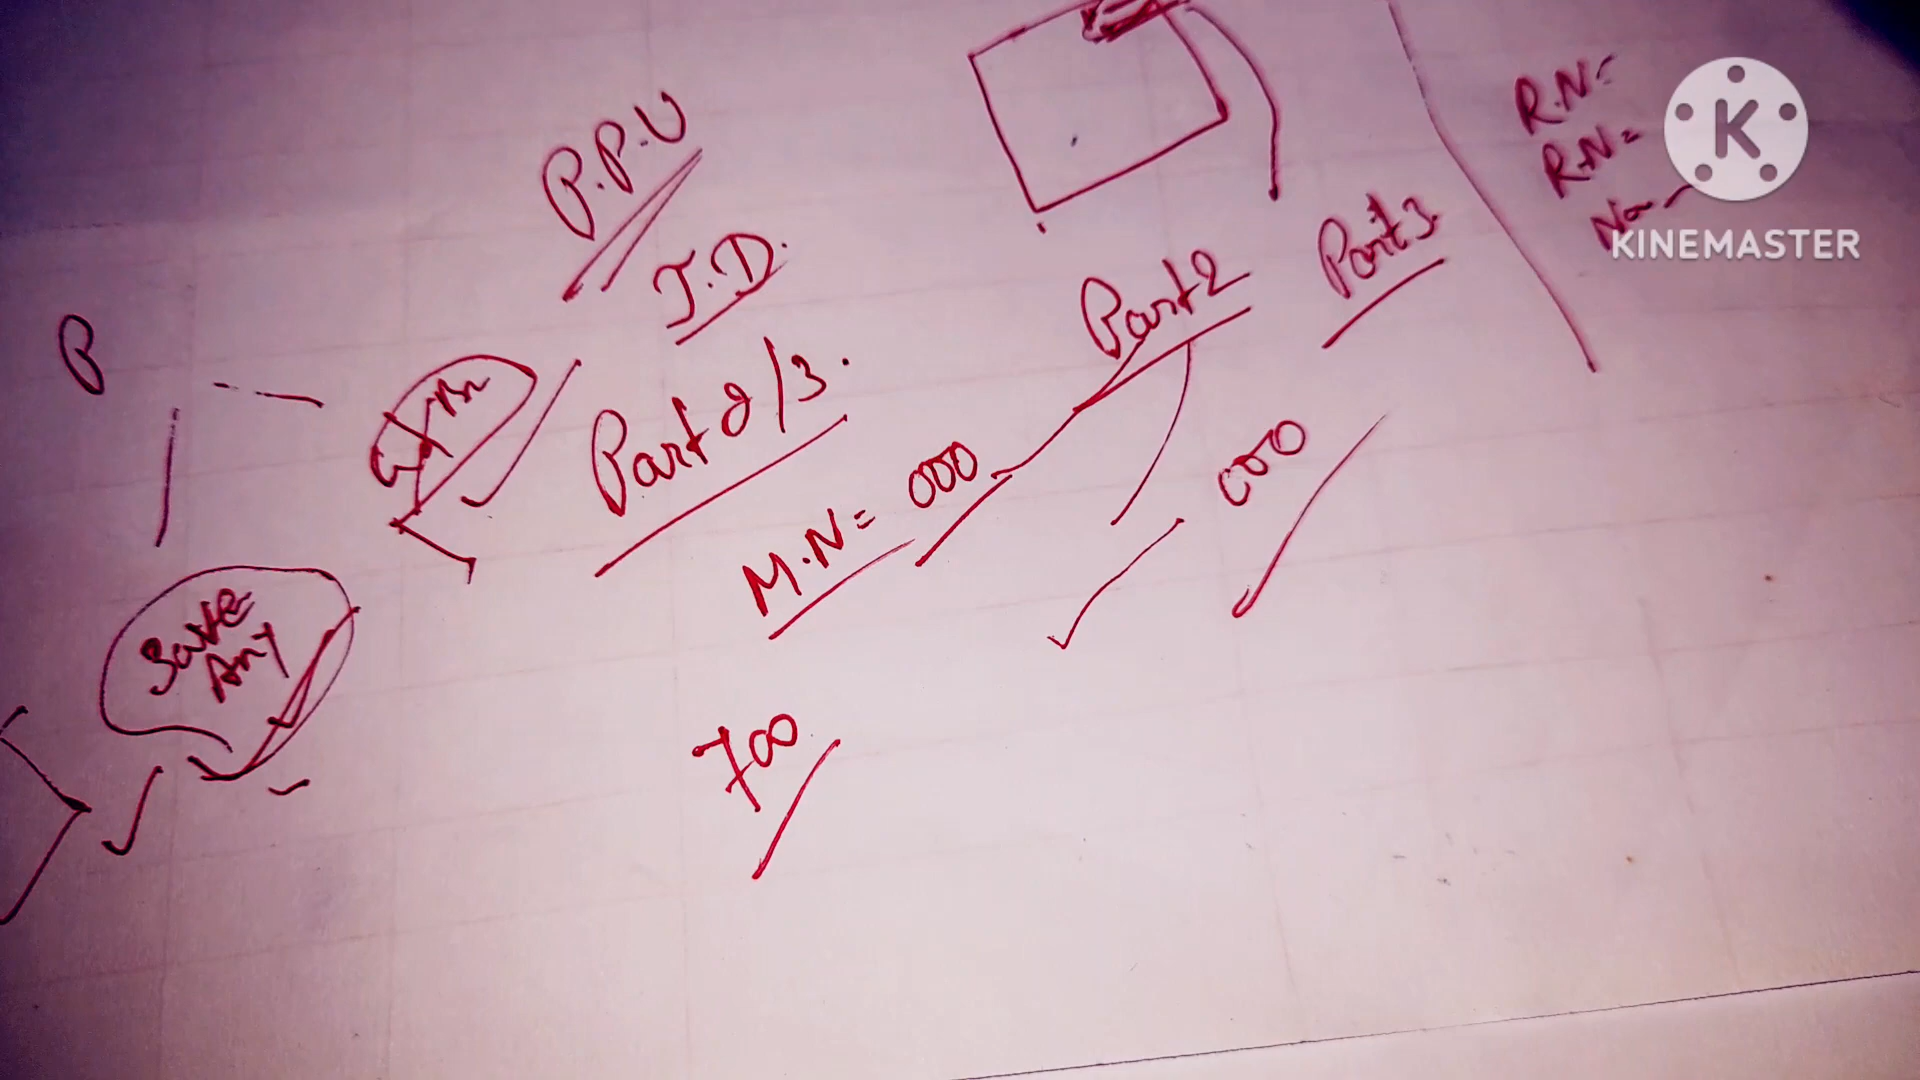 P.P.U
J.D.
Part 2/3.
M.N = 000
Part 2
Part 3
000
700
P
Save
Any
R.N =
R.N =
KINEMASTER